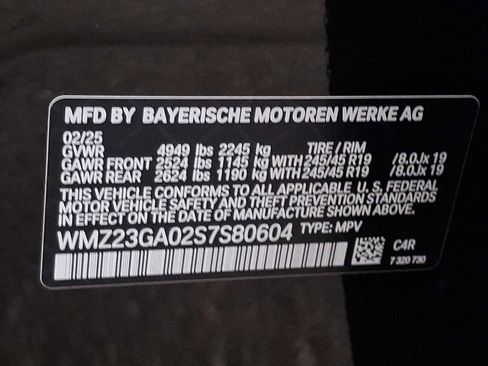 MFD BY BAYERISCHE MOTOREN WERKE AG
02/25
GVWR 4949 lbs 2245 kg TIRE / RIM
GAWR FRONT 2524 lbs 1145 kg WITH 245/45 R19 /8.0Jx 19
GAWR REAR 2624 lbs 1190 kg WITH 245/45 R19 /8.0Jx 19
THIS VEHICLE CONFORMS TO ALL APPLICABLE U.S. FEDERAL
MOTOR VEHICLE SAFETY AND THEFT PREVENTION STANDARDS
IN EFFECT ON THE DATE OF MANUFACTURE SHOWN ABOVE.
WMZ23GA02S7S80604 TYPE: MPV
C4R
7 320 730